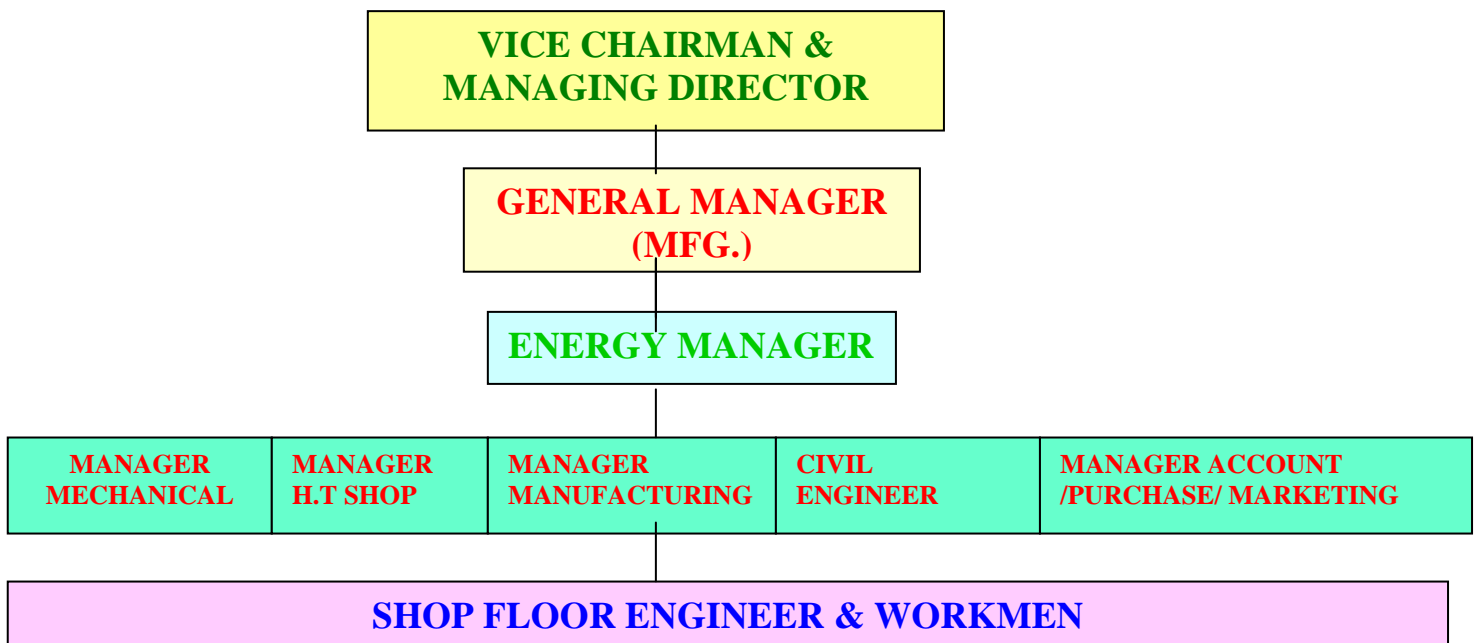 VICE CHAIRMAN &
MANAGING DIRECTOR
GENERAL MANAGER
(MFG.)
ENERGY MANAGER
MANAGER
MECHANICAL
MANAGER
H.T SHOP
MANAGER
MANUFACTURING
CIVIL
ENGINEER
MANAGER ACCOUNT
/PURCHASE/ MARKETING
SHOP FLOOR ENGINEER & WORKMEN